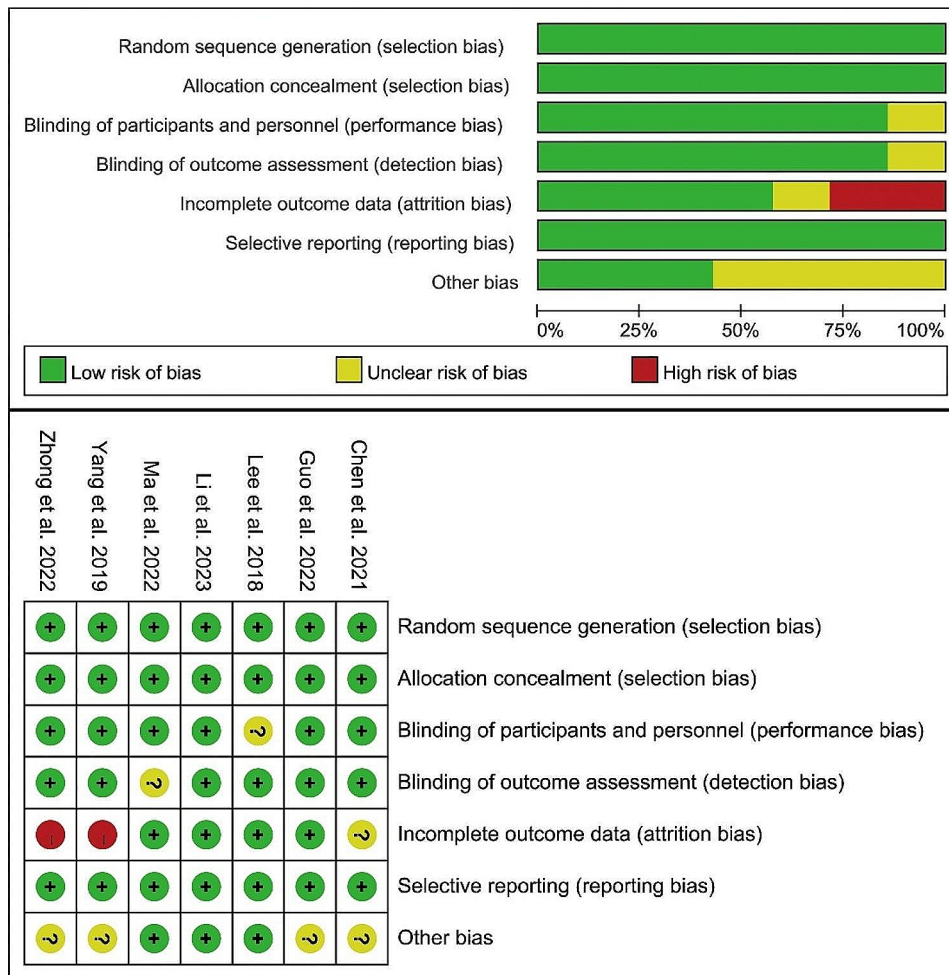 Random sequence generation (selection bias)
Allocation concealment (selection bias)
Blinding of participants and personnel (performance bias)
Blinding of outcome assessment (detection bias)
Incomplete outcome data (attrition bias)
Selective reporting (reporting bias)
Other bias
0% 25% 50% 75% 100%
Low risk of bias Unclear risk of bias High risk of bias
Zhong et al. 2022
Yang et al. 2019
Ma et al. 2022
Li et al. 2023
Lee et al. 2018
Guo et al. 2022
Chen et al. 2021
+ + + + + + + Random sequence generation (selection bias)
+ + + + + + + Allocation concealment (selection bias)
+ + + + ? + + Blinding of participants and personnel (performance bias)
+ + ? + + + + Blinding of outcome assessment (detection bias)
- - + + + + ? Incomplete outcome data (attrition bias)
+ + + + + + + Selective reporting (reporting bias)
? ? + + + ? ? Other bias